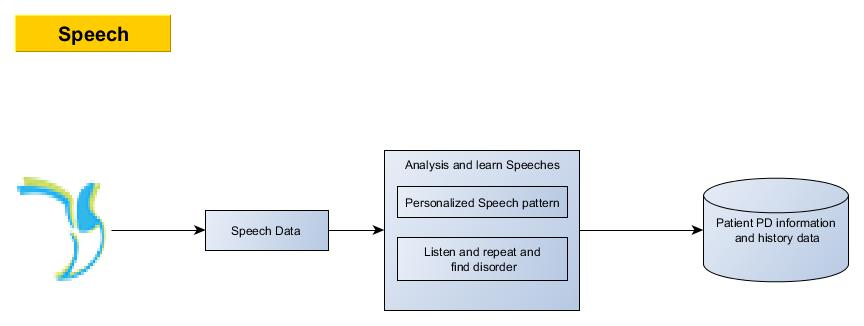 Speech
Analysis and learn Speeches
Personalized Speech pattern
Speech Data
Listen and repeat and
find disorder
Patient PD information
and history data